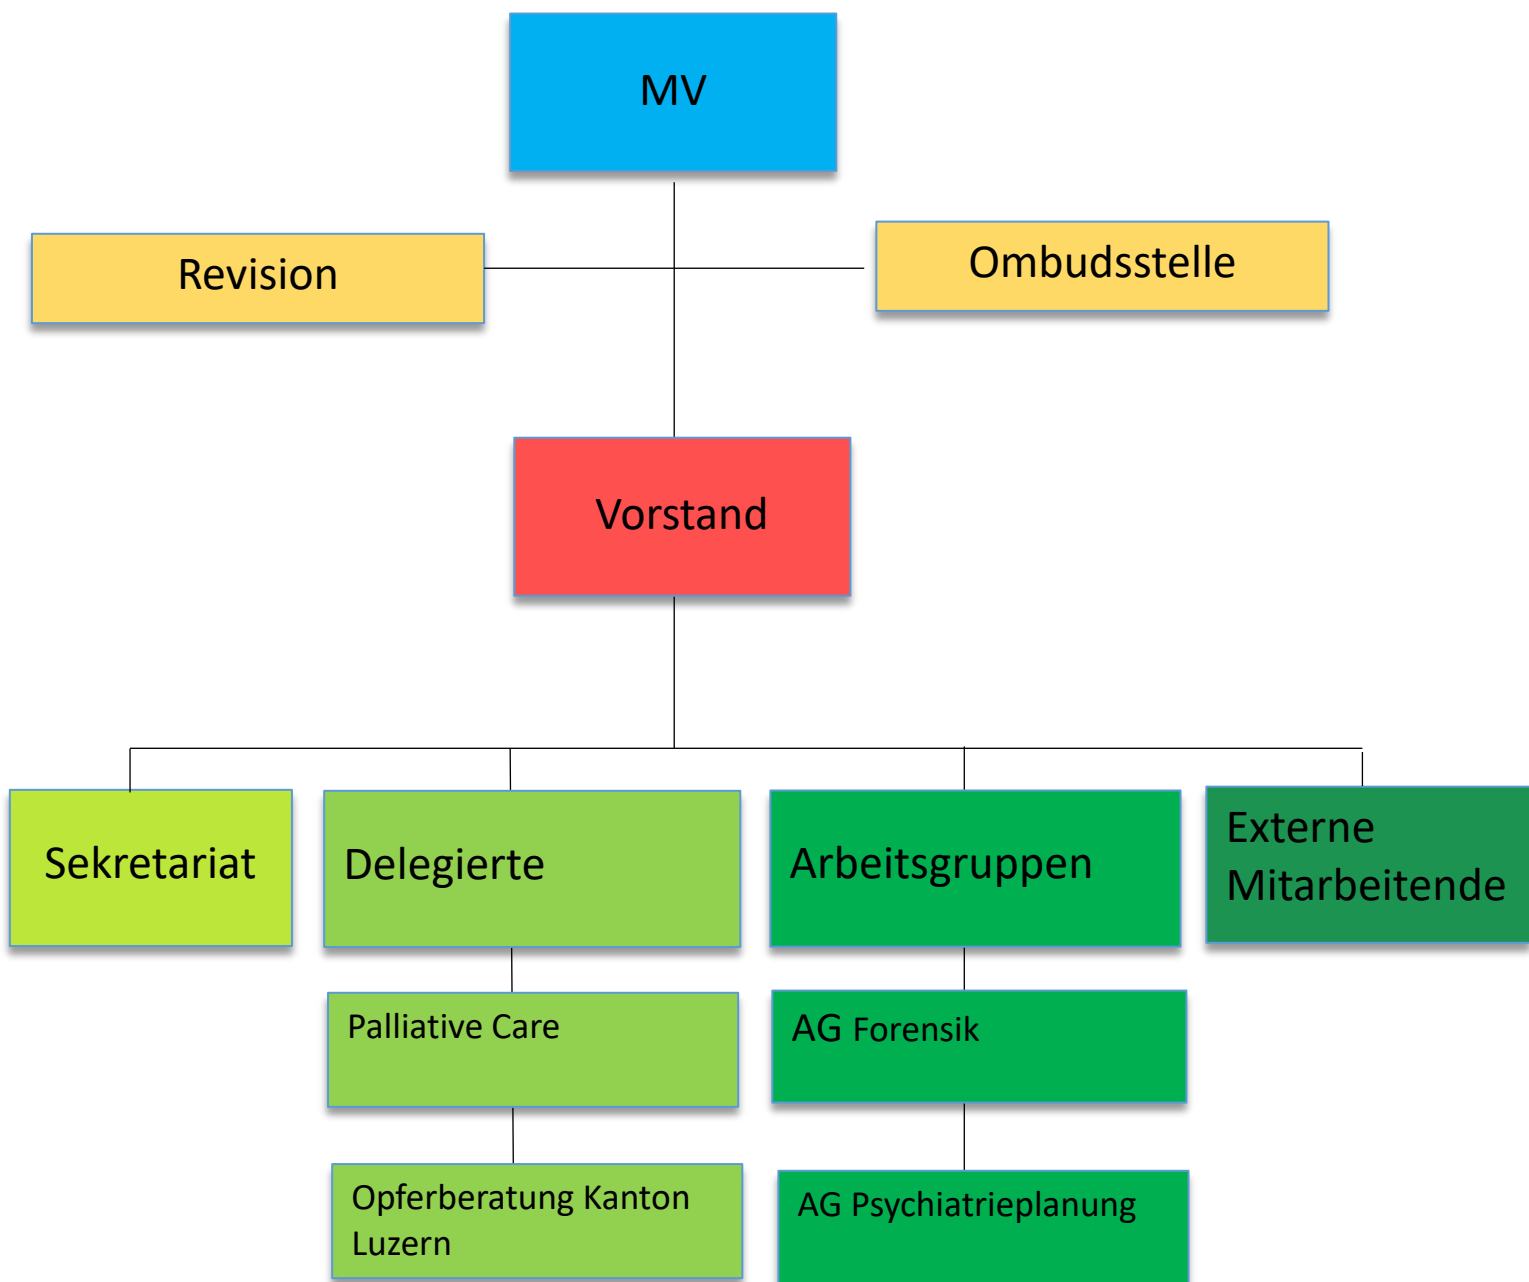 MV
Revision
Ombudsstelle
Vorstand
Sekretariat
Delegierte
Arbeitsgruppen
Externe
Mitarbeitende
Palliative Care
AG Forensik
Opferberatung Kanton
Luzern
AG Psychiatrieplanung